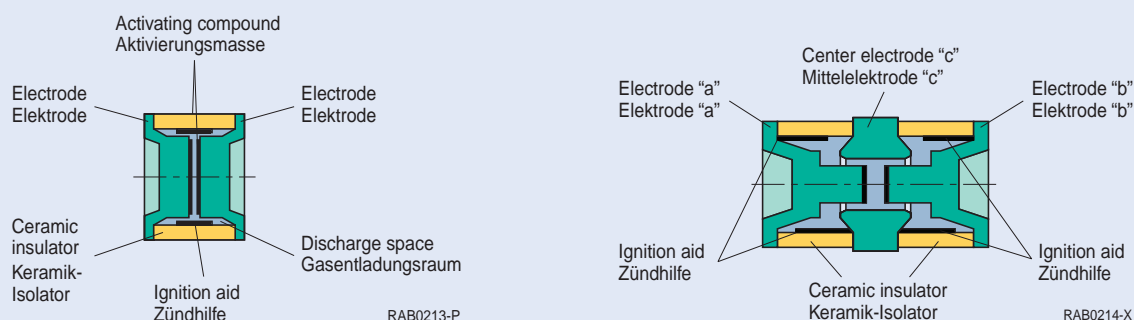 Activating compound
Aktivierungsmasse
Electrode
Elektrode
Electrode
Elektrode
Ceramic
insulator
Keramik-
Isolator
Ignition aid
Zündhilfe
Discharge space
Gasentladungsraum
RAB0213-P
Center electrode “c”
Mittelelektrode “c”
Electrode “a”
Elektrode “a”
Electrode “b”
Elektrode “b”
Ignition aid
Zündhilfe
Ceramic insulator
Keramik-Isolator
Ignition aid
Zündhilfe
RAB0214-X